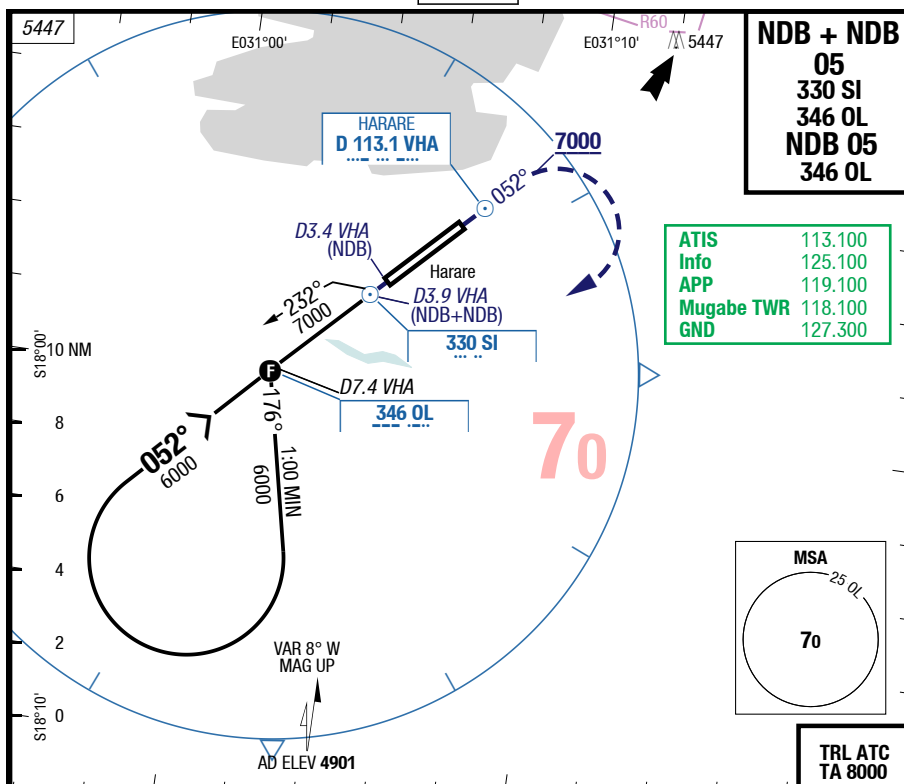 5447
E031°00'
E031°10'
R60
5447
NDB + NDB
05
330 SI
346 OL
NDB 05
346 OL
HARARE
D 113.1 VHA
7000
052°
D3.4 VHA
(NDB)
Harare
ATIS 113.100
Info 125.100
APP 119.100
Mugabe TWR 118.100
GND 127.300
232°
7000
D3.9 VHA
(NDB+NDB)
330 SI
S18°00'
10 NM
F
D7.4 VHA
346 OL
8
052°
6000
176°
1:00 MIN
6000
70
6
4
2
0
MSA
25 OL
70
VAR 8° W
MAG UP
S18°10'
AD ELEV 4901
TRL ATC
TA 8000